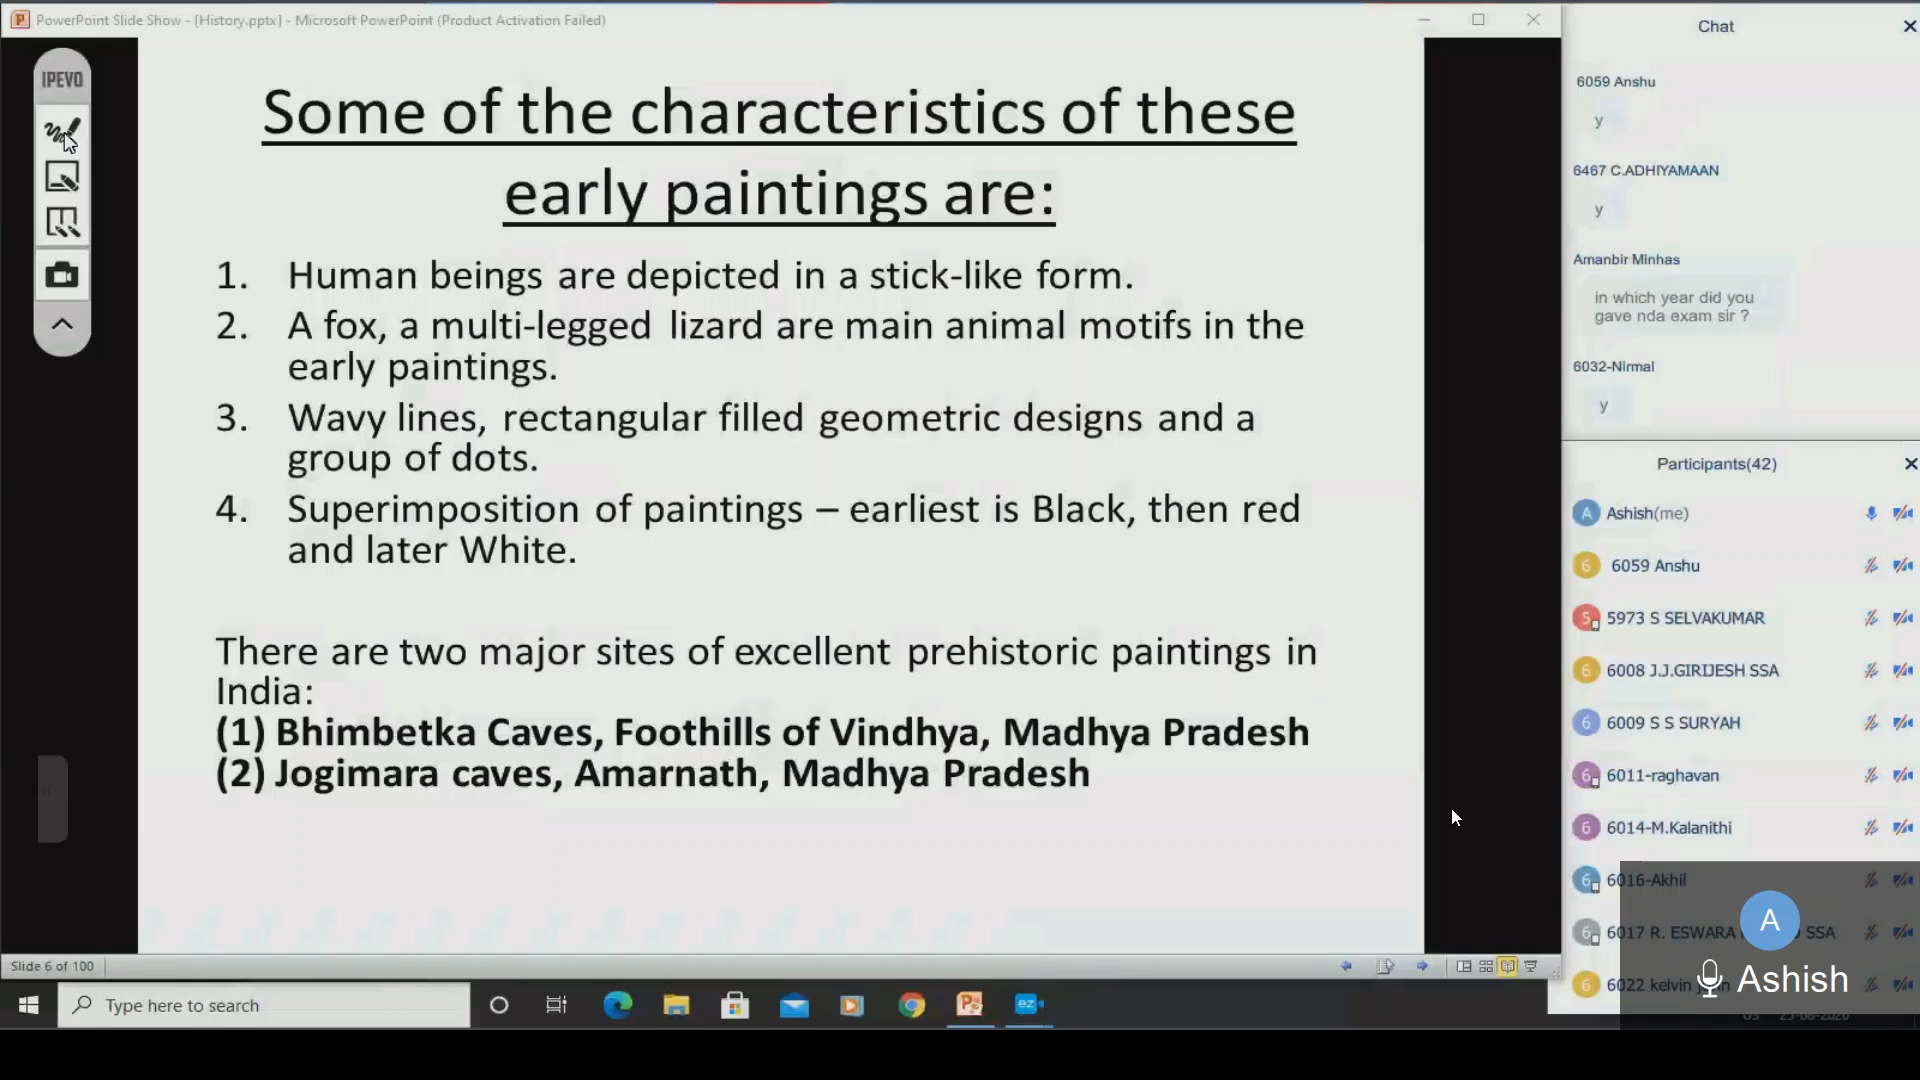 PowerPoint Slide Show - [History.pptx] - Microsoft PowerPoint (Product Activation Failed)
IPEVO
Some of the characteristics of these
early paintings are:
1. Human beings are depicted in a stick-like form.
2. A fox, a multi-legged lizard are main animal motifs in the
early paintings.
3. Wavy lines, rectangular filled geometric designs and a
group of dots.
4. Superimposition of paintings – earliest is Black, then red
and later White.
There are two major sites of excellent prehistoric paintings in
India:
(1) Bhimbetka Caves, Foothills of Vindhya, Madhya Pradesh
(2) Jogimara caves, Amarnath, Madhya Pradesh
Slide 6 of 100
Type here to search
Chat
6059 Anshu
y
6467 C.ADHIYAMAAN
y
Amanbir Minhas
in which year did you
gave nda exam sir ?
6032-Nirmal
y
Participants(42)
A Ashish(me)
6 6059 Anshu
5 5973 S SELVAKUMAR
6 6008 J.J.GIRIJESH SSA
6 6009 S S SURYAH
6 6011-raghavan
6 6014-M.Kalanithi
6 6016-Akhil
6 6017 R. ESWARA SSA
6 6022 kelvin
A
Ashish
ez